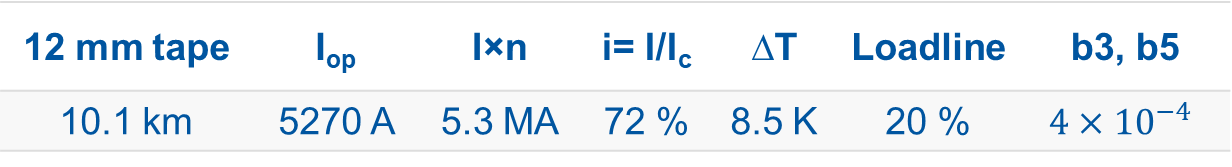 12 mm tape I_op I×n i= I/I_c ΔT Loadline b3, b5
10.1 km 5270 A 5.3 MA 72 % 8.5 K 20 % 4 × 10⁻⁴